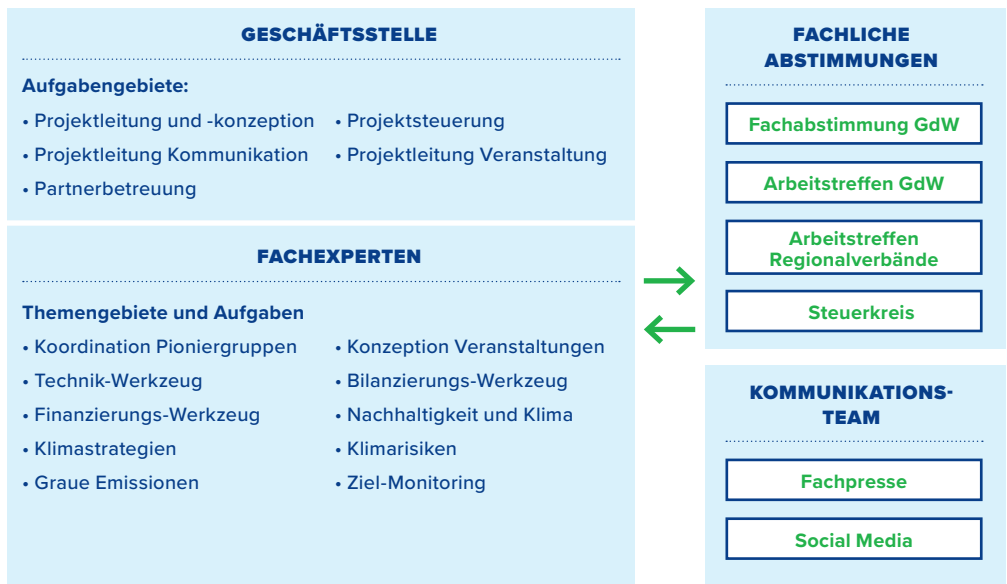 GESCHÄFTSSTELLE
Aufgabengebiete:
• Projektleitung und -konzeption
• Projektleitung Kommunikation
• Partnerbetreuung
• Projektsteuerung
• Projektleitung Veranstaltung
FACHEXPERTEN
Themengebiete und Aufgaben
• Koordination Pioniergruppen
• Technik-Werkzeug
• Finanzierungs-Werkzeug
• Klimastrategien
• Graue Emissionen
• Konzeption Veranstaltungen
• Bilanzierungs-Werkzeug
• Nachhaltigkeit und Klima
• Klimarisiken
• Ziel-Monitoring
FACHLICHE
ABSTIMMUNGEN
Fachabstimmung GdW
Arbeitstreffen GdW
Arbeitstreffen
Regionalverbände
Steuerkreis
KOMMUNIKATIONS-
TEAM
Fachpresse
Social Media